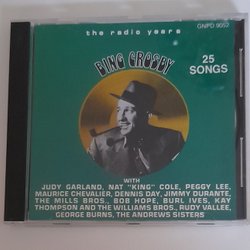 the radio years
GNPD 9052
BING CROSBY
25
SONGS
WITH
JUDY GARLAND, NAT "KING" COLE, PEGGY LEE,
MAURICE CHEVALIER, DENNIS DAY, JIMMY DURANTE,
THE MILLS BROS., BOB HOPE, BURL IVES, KAY
THOMPSON AND THE WILLIAMS BROS., RUDY VALLEE,
GEORGE BURNS, THE ANDREWS SISTERS